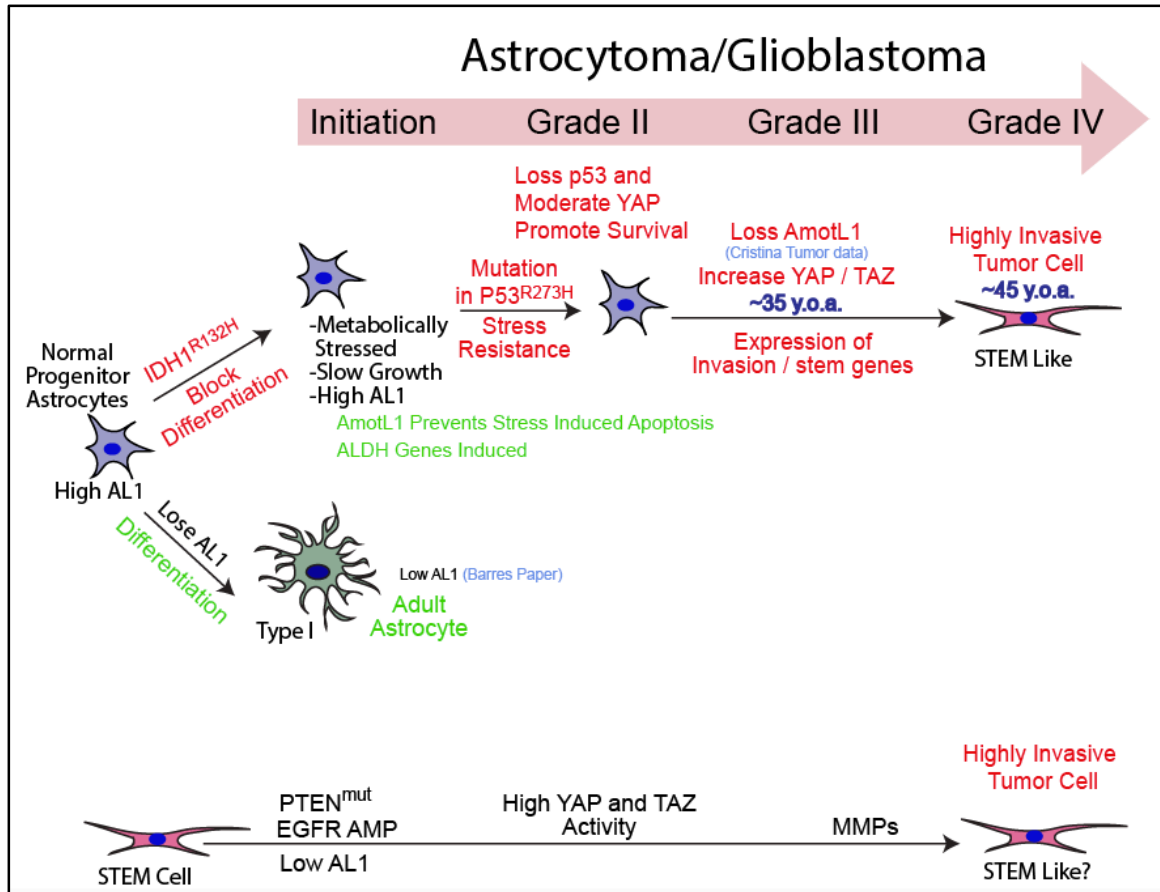 Astrocytoma/Glioblastoma
Initiation
Grade II
Grade III
Grade IV
Loss p53 and
Moderate YAP
Promote Survival
Mutation
in P53R273H
Stress
Resistance
Loss AmotL1
(Cristina Tumor data)
Increase YAP / TAZ
~35 y.o.a.
Expression of
Invasion / stem genes
Highly Invasive
Tumor Cell
~45 y.o.a.
STEM Like
Normal
Progenitor
Astrocytes
High AL1
IDH1R132H
Block
Differentiation
-Metabolically
Stressed
-Slow Growth
-High AL1
AmotL1 Prevents Stress Induced Apoptosis
ALDH Genes Induced
Lose AL1
Differentiation
Type I
Low AL1 (Barres Paper)
Adult
Astrocyte
STEM Cell
PTENmut
EGFR AMP
Low AL1
High YAP and TAZ
Activity
MMPs
Highly Invasive
Tumor Cell
STEM Like?